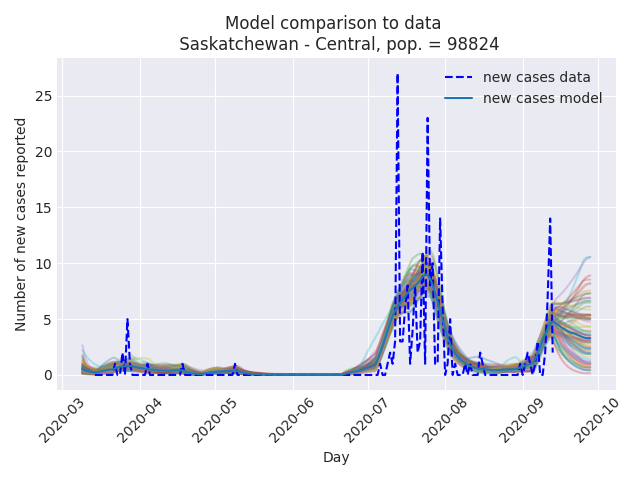 Model comparison to data
Saskatchewan - Central, pop. = 98824
new cases data
new cases model
Number of new cases reported
25
20
15
10
5
0
2020-03
2020-04
2020-05
2020-06
2020-07
2020-08
2020-09
2020-10
Day